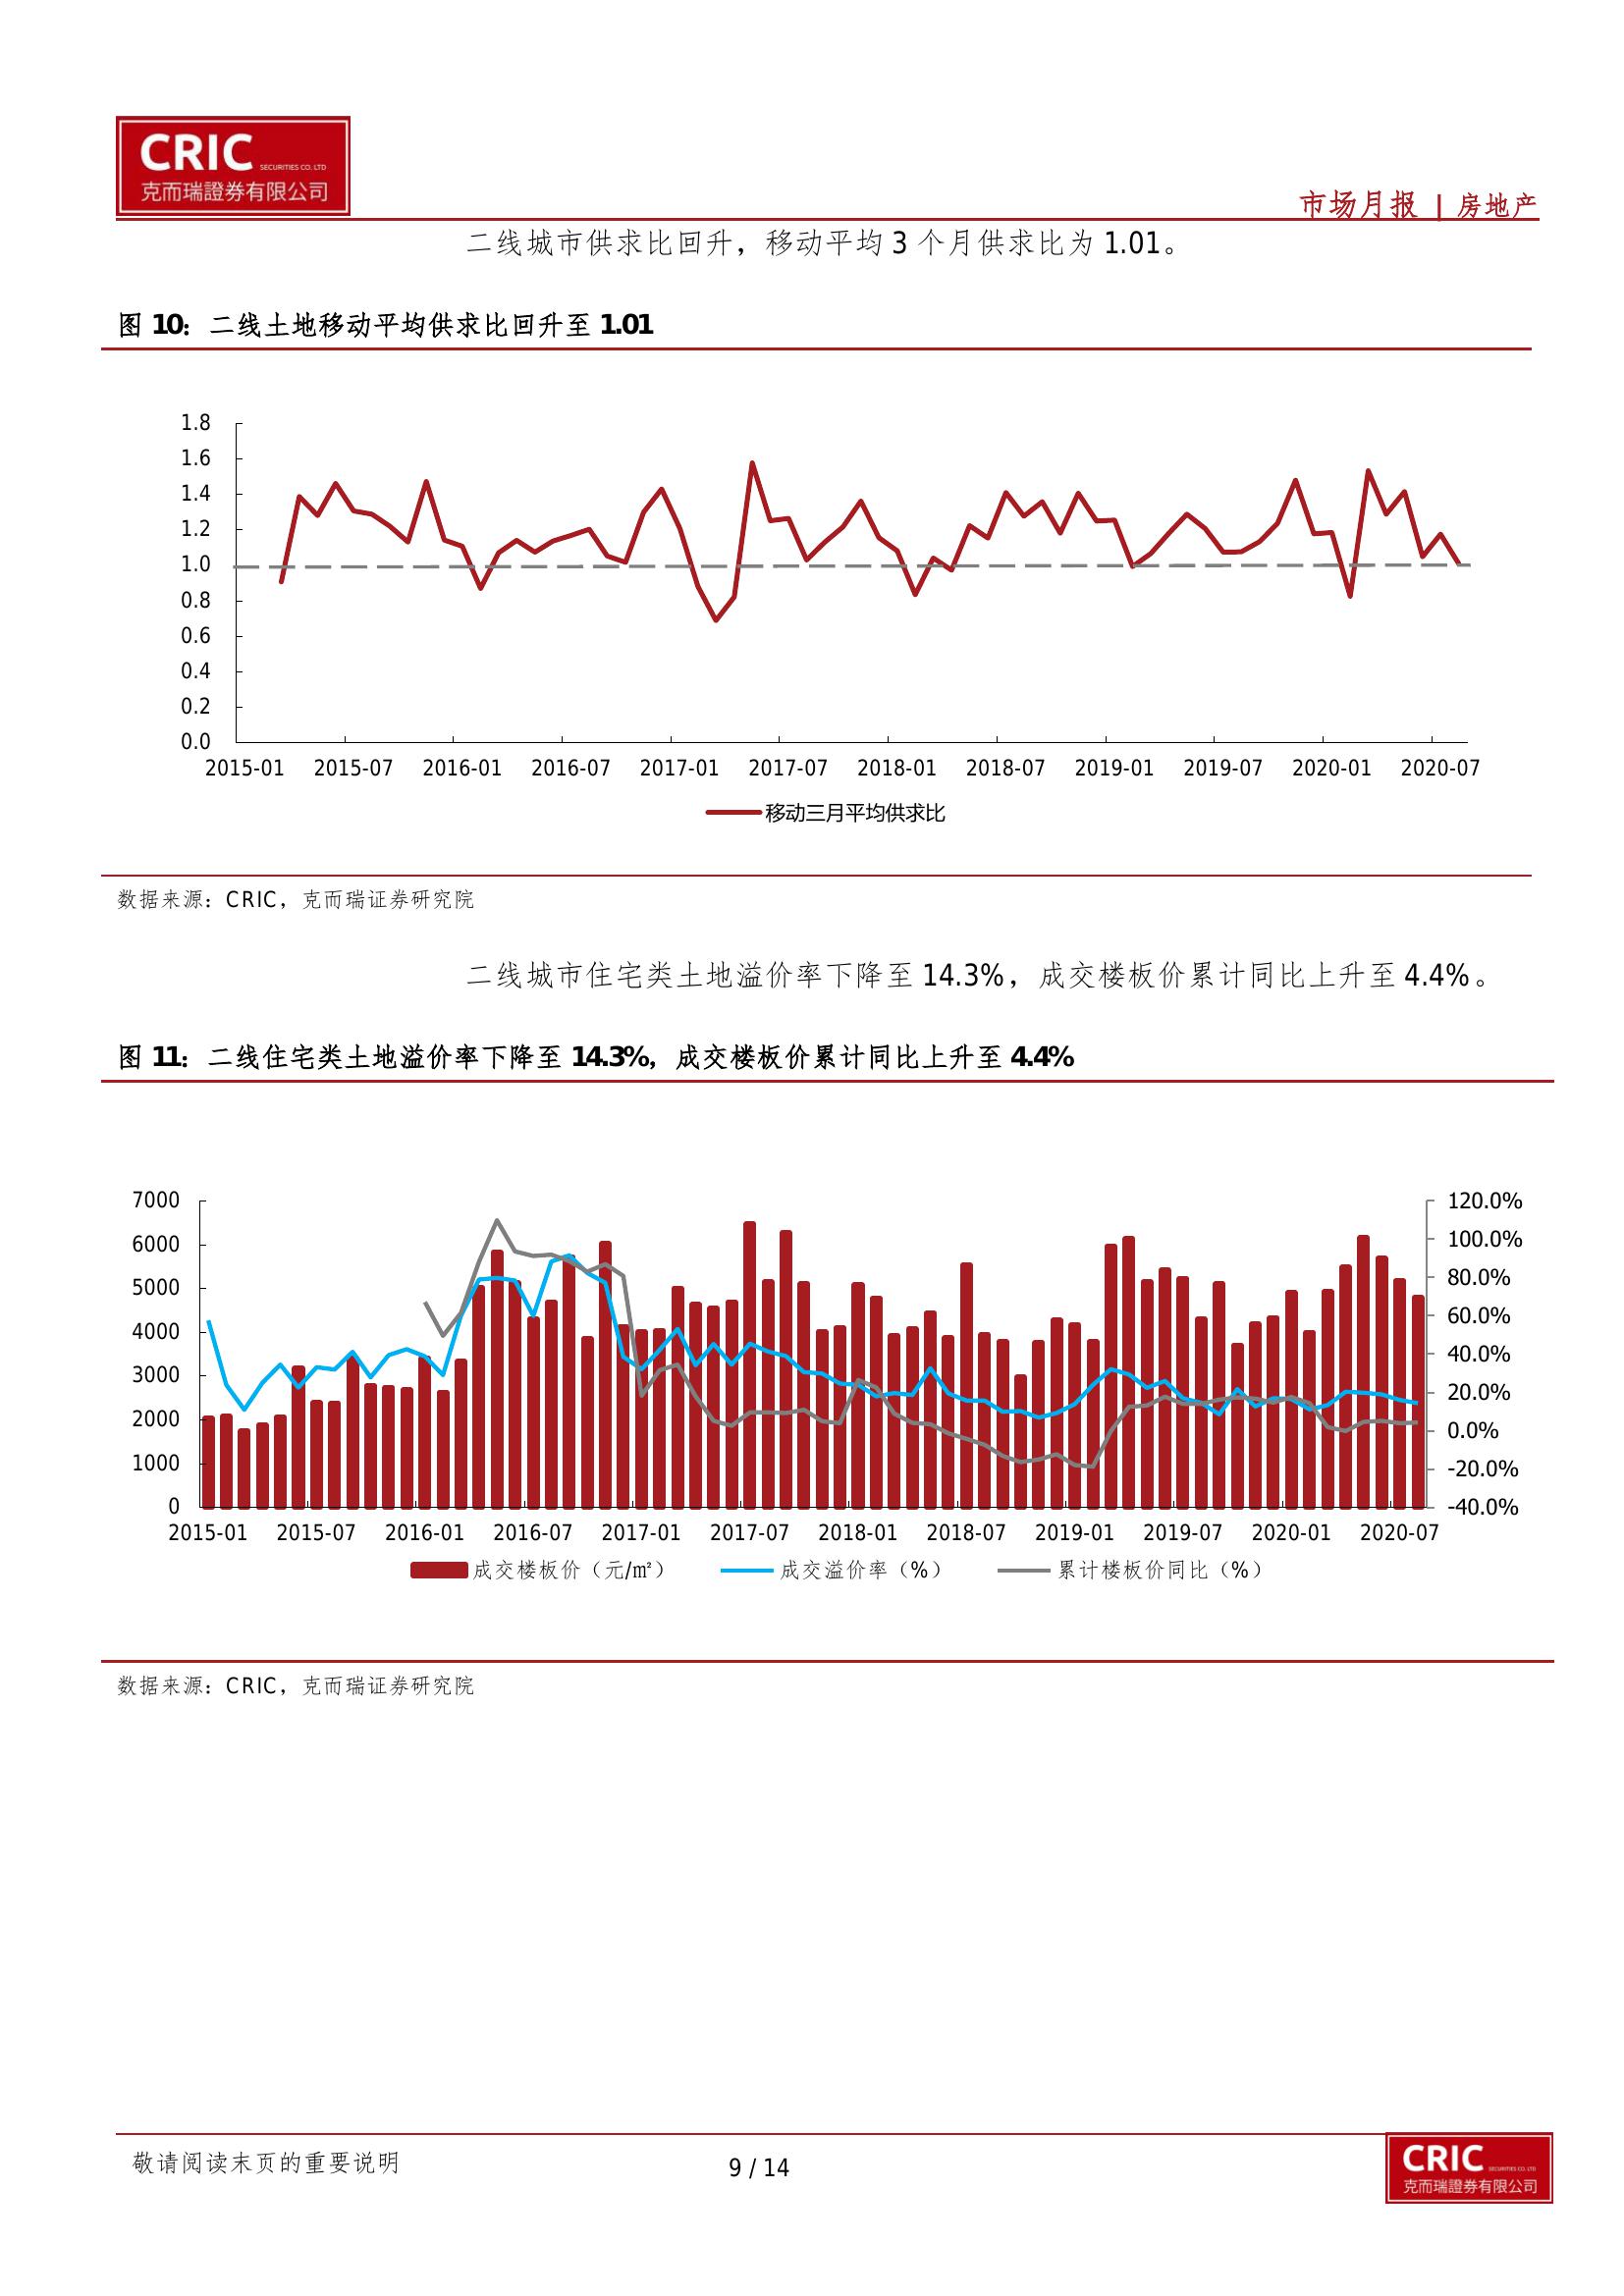 CRIC SECURITIES CO. LTD
克而瑞證券有限公司
市场月报 | 房地产
二线城市供求比回升，移动平均 3 个月供求比为 1.01。
图 10：二线土地移动平均供求比回升至 1.01
1.8
1.6
1.4
1.2
1.0
0.8
0.6
0.4
0.2
0.0
2015-01 2015-07 2016-01 2016-07 2017-01 2017-07 2018-01 2018-07 2019-01 2019-07 2020-01 2020-07
移动三月平均供求比
数据来源：CRIC，克而瑞证券研究院
二线城市住宅类土地溢价率下降至 14.3%，成交楼板价累计同比上升至 4.4%。
图 11：二线住宅类土地溢价率下降至 14.3%，成交楼板价累计同比上升至 4.4%
7000 120.0%
6000 100.0%
5000 80.0%
4000 60.0%
3000 40.0%
2000 20.0%
1000 0.0%
0 -20.0%
-40.0%
2015-01 2015-07 2016-01 2016-07 2017-01 2017-07 2018-01 2018-07 2019-01 2019-07 2020-01 2020-07
成交楼板价（元/㎡） 成交溢价率（%） 累计楼板价同比（%）
数据来源：CRIC，克而瑞证券研究院
敬请阅读末页的重要说明
9 / 14
CRIC SECURITIES CO. LTD
克而瑞證券有限公司